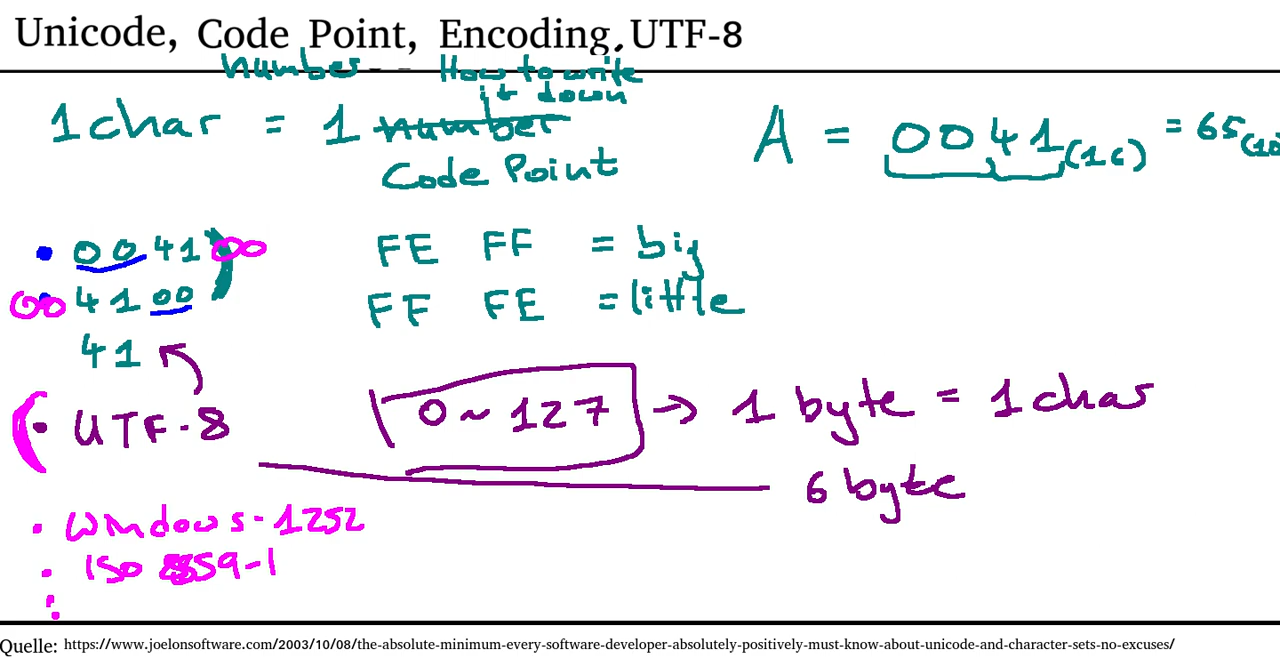 Unicode, Code Point, Encoding, UTF-8
number-- How to write
it down
1 char = 1 number
Code Point
A = 0041(16) = 65(10
0041 00
FE FF = big
00 4100
FF FE = little
41
UTF-8
0 ~ 127 → 1 byte = 1 char
6 byte
Windows-1252
ISO 8859-1
Quelle: https://www.joelonsoftware.com/2003/10/08/the-absolute-minimum-every-software-developer-absolutely-positively-must-know-about-unicode-and-character-sets-no-excuses/